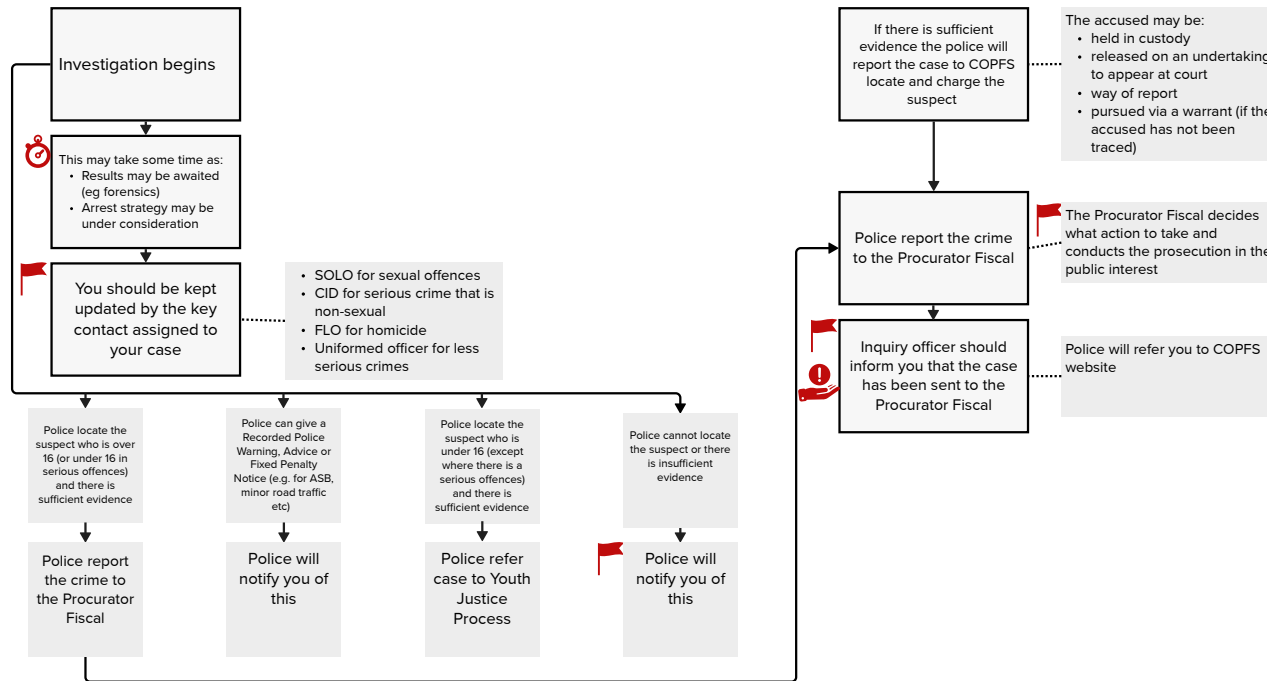 Investigation begins
This may take some time as:
• Results may be awaited
(eg forensics)
• Arrest strategy may be
under consideration
You should be kept
updated by the key
contact assigned to
your case
• SOLO for sexual offences
• CID for serious crime that is
non-sexual
• FLO for homicide
• Uniformed officer for less
serious crimes
Police locate the
suspect who is over
16 (or under 16 in
serious offences)
and there is
sufficient evidence
Police can give a
Recorded Police
Warning, Advice or
Fixed Penalty
Notice (e.g. for ASB,
minor road traffic
etc)
Police locate the
suspect who is
under 16 (except
where there is a
serious offences)
and there is
sufficient evidence
Police cannot locate
the suspect or there
is insufficient
evidence
Police report
the crime to
the Procurator
Fiscal
Police will
notify you of
this
Police refer
case to Youth
Justice
Process
Police will
notify you of
this
If there is sufficient
evidence the police will
report the case to COPFS
locate and charge the
suspect
The accused may be:
• held in custody
• released on an undertaking
to appear at court
• way of report
• pursued via a warrant (if the
accused has not been
traced)
Police report the crime
to the Procurator Fiscal
The Procurator Fiscal decides
what action to take and
conducts the prosecution in the
public interest
Inquiry officer should
inform you that the case
has been sent to the
Procurator Fiscal
Police will refer you to COPFS
website